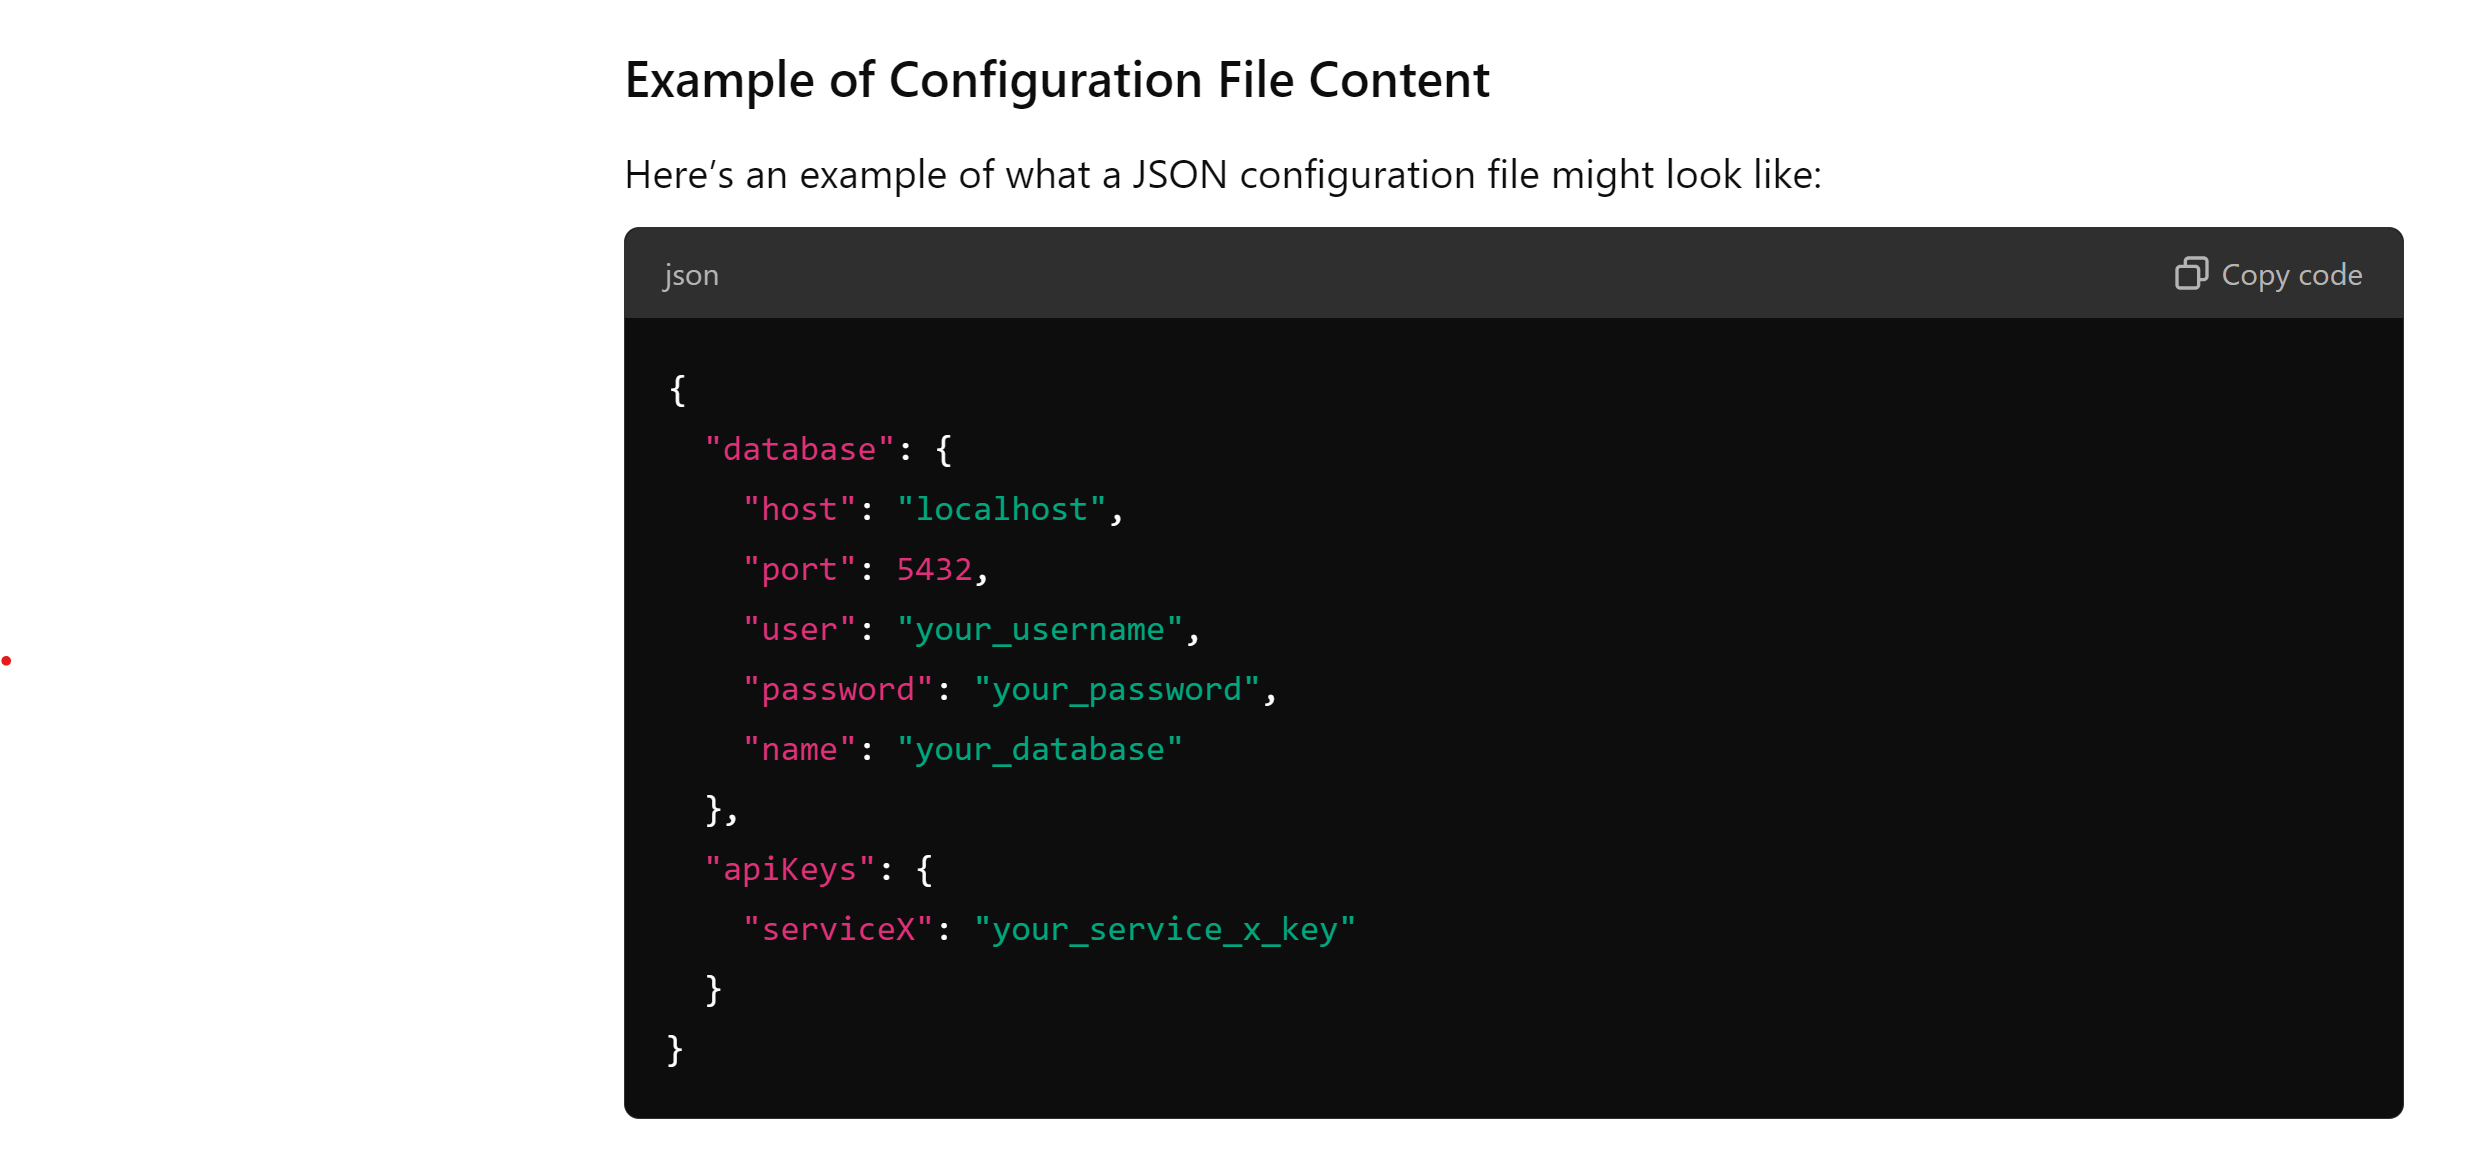 Example of Configuration File Content
Here’s an example of what a JSON configuration file might look like:
json
Copy code
{
  "database": {
    "host": "localhost",
    "port": 5432,
    "user": "your_username",
    "password": "your_password",
    "name": "your_database"
  },
  "apiKeys": {
    "serviceX": "your_service_x_key"
  }
}